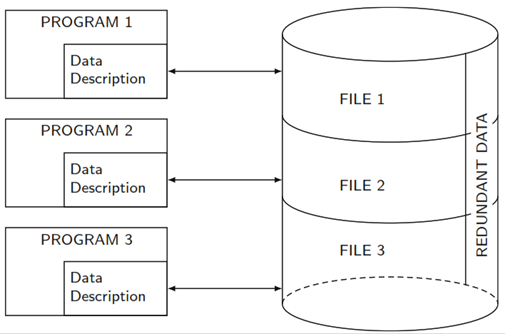 PROGRAM 1
Data
Description
FILE 1
PROGRAM 2
Data
Description
FILE 2
PROGRAM 3
Data
Description
FILE 3
REDUNDANT DATA